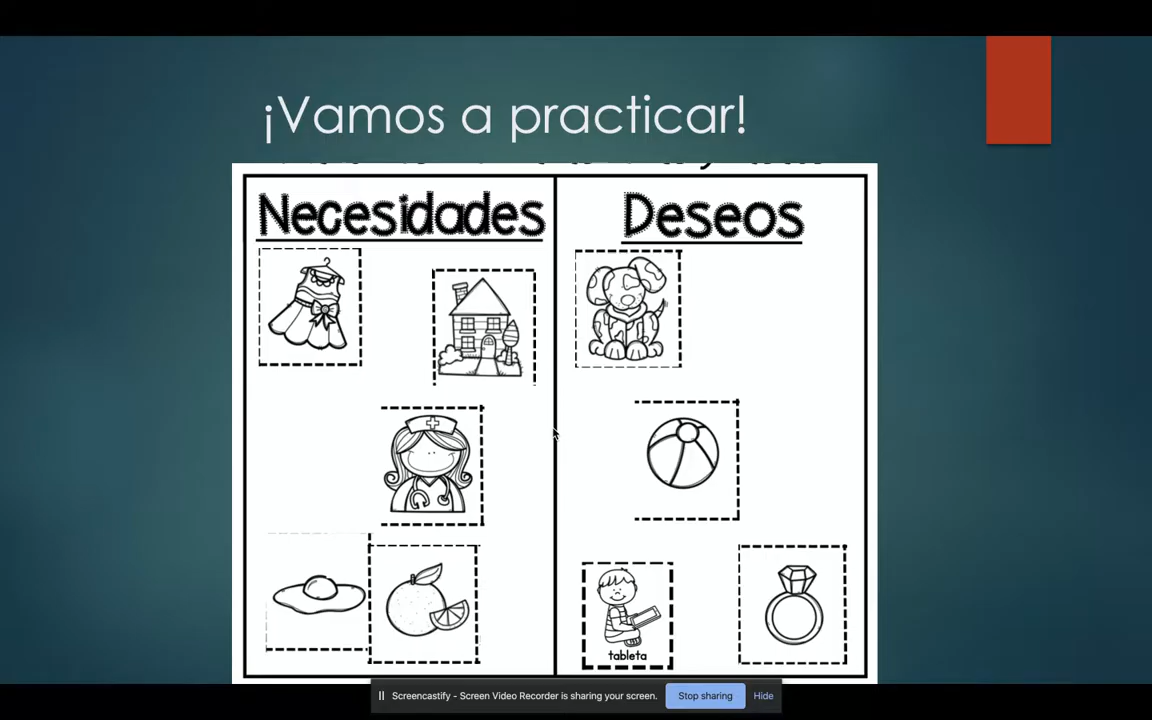 ¡Vamos a practicar!
Necesidades
Deseos
tableta
Screencastify - Screen Video Recorder is sharing your screen.
Stop sharing
Hide